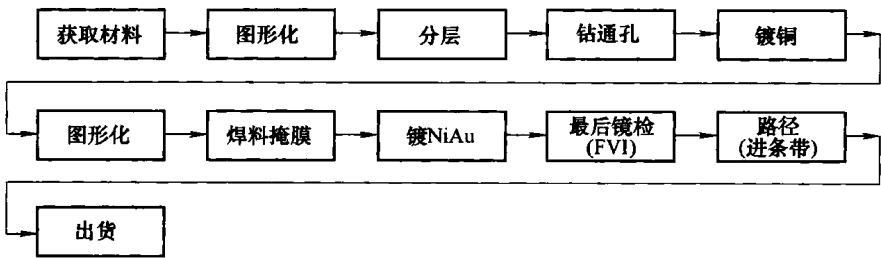 获取材料
图形化
分层
钻通孔
镀铜
图形化
焊料掩膜
镀NiAu
最后镜检
(FVI)
路径
(进条带)
出货